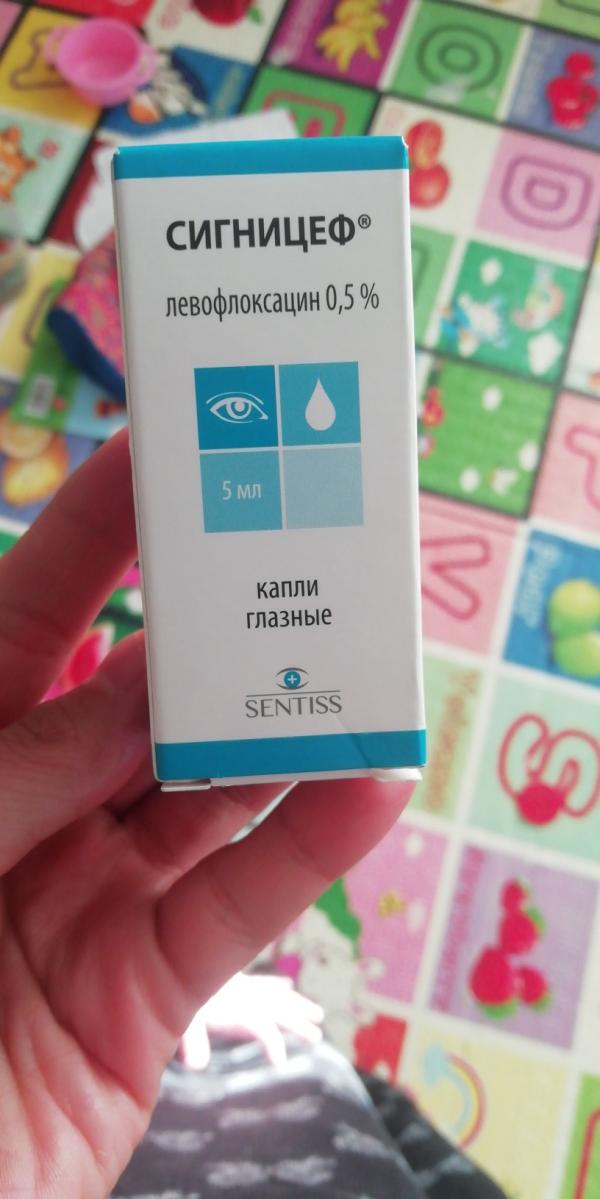 СИГНИЦЕФ®
левофлоксацин 0,5 %
5 мл
капли
глазные
SENTISS